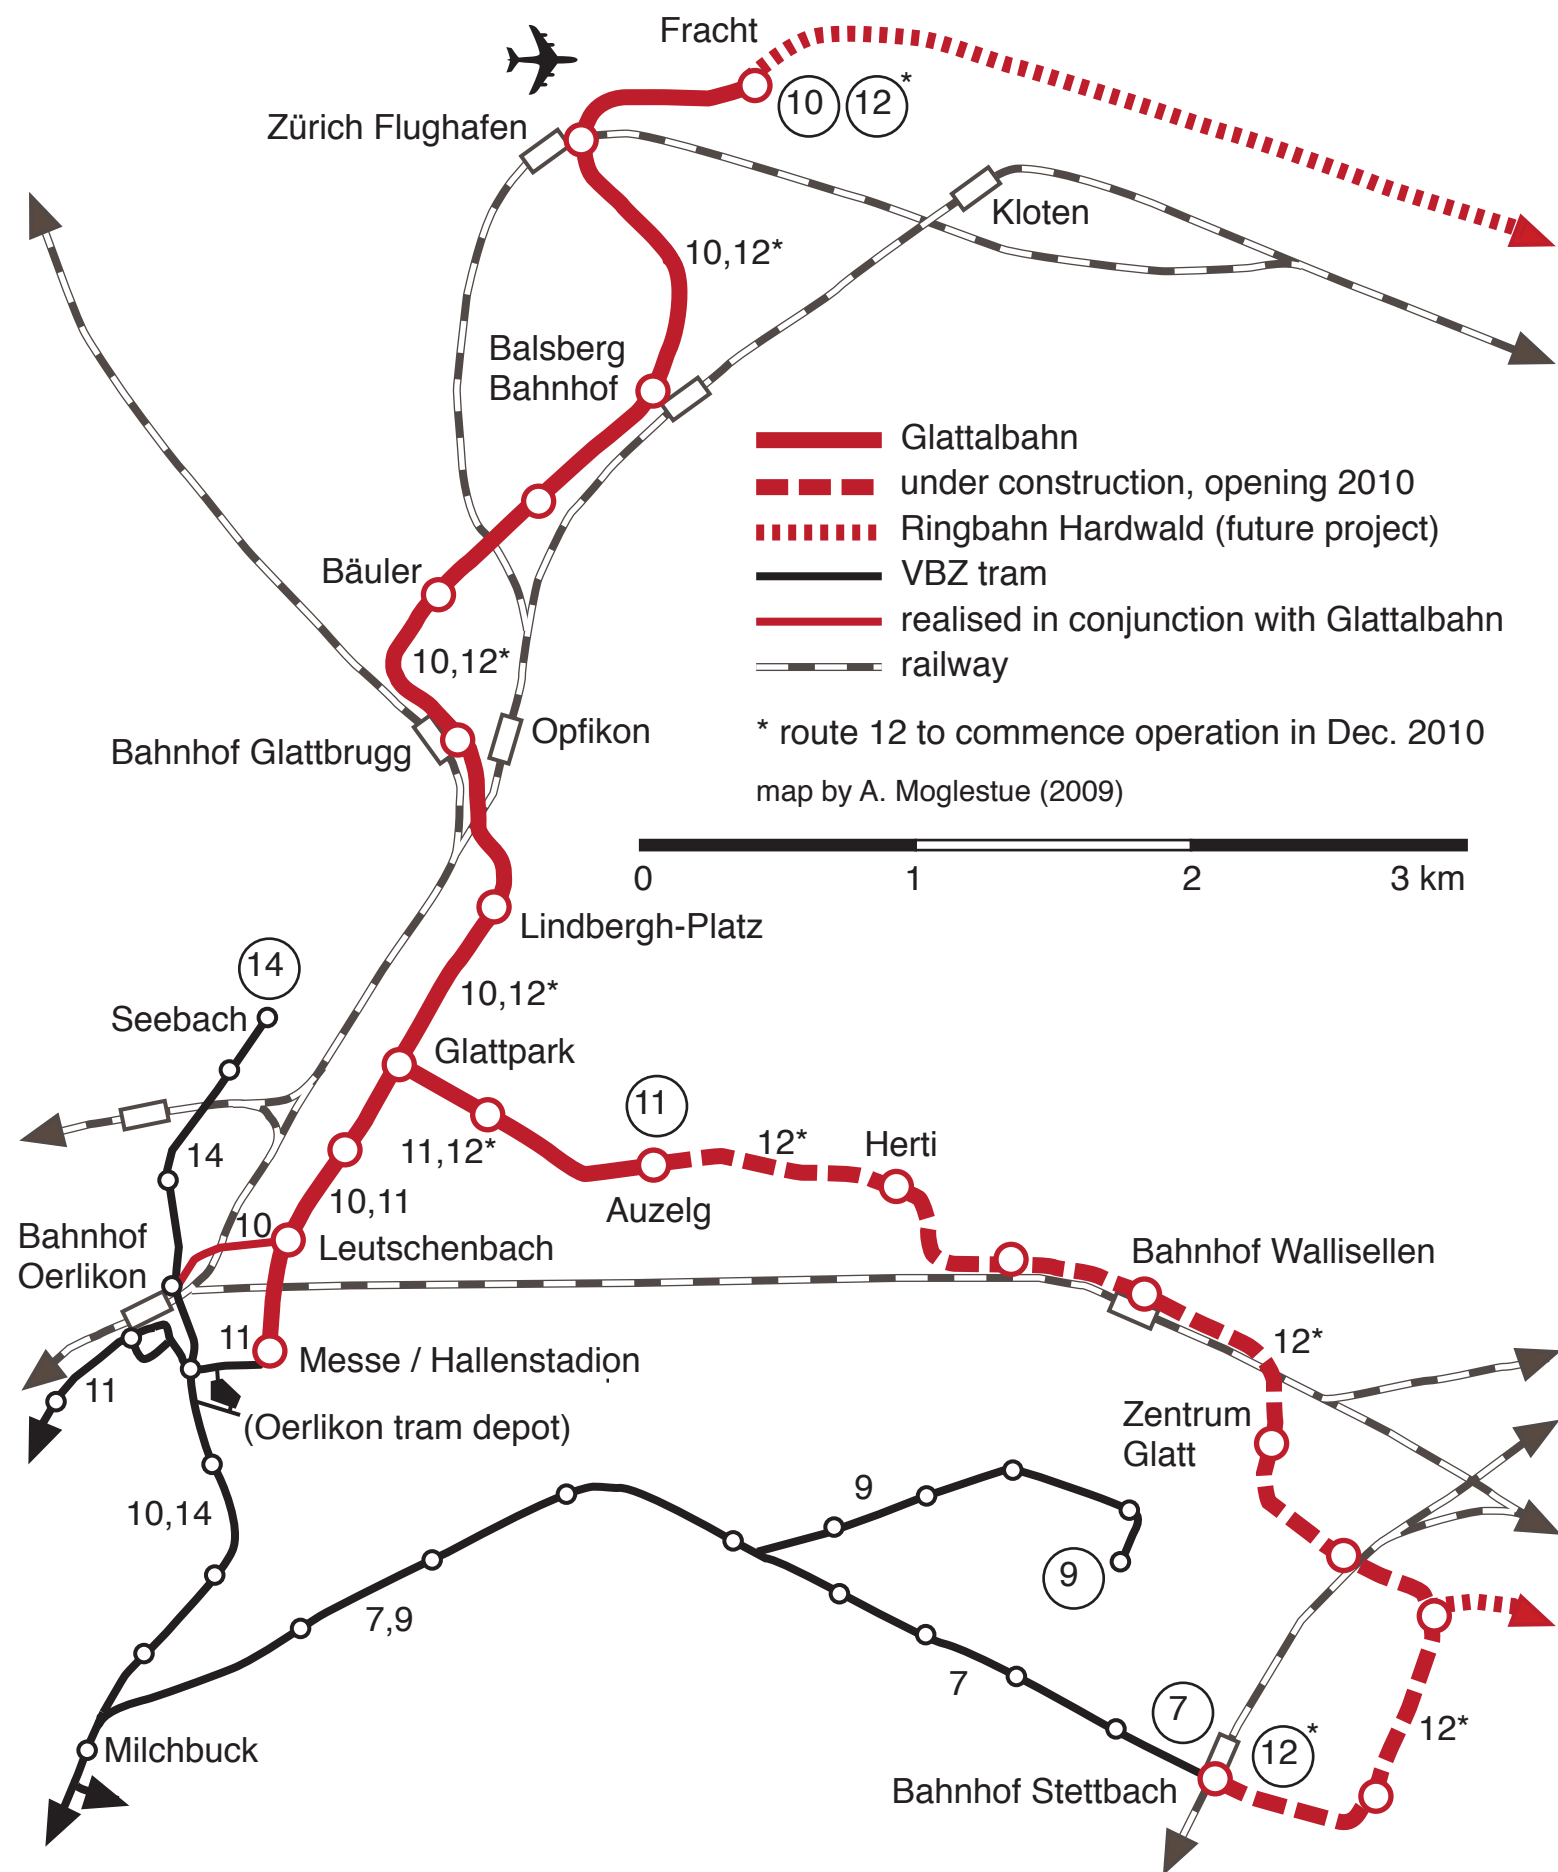 Fracht
10 12*
Zürich Flughafen
Kloten
10,12*
Balsberg
Bahnhof
Glattalbahn
under construction, opening 2010
Ringbahn Hardwald (future project)
VBZ tram
realised in conjunction with Glattalbahn
railway
* route 12 to commence operation in Dec. 2010
map by A. Moglestue (2009)
0 1 2 3 km
Bäuler
10,12*
Opfikon
Bahnhof Glattbrugg
Lindbergh-Platz
14
10,12*
Seebach
Glattpark
11
14
11,12*
12*
Herti
10,11
Auzelg
10
Bahnhof
Oerlikon
Leutschenbach
Bahnhof Wallisellen
11
12*
Messe / Hallenstadion
11
(Oerlikon tram depot)
Zentrum
Glatt
9
10,14
9
7,9
7
7
12*
12*
Milchbuck
Bahnhof Stettbach